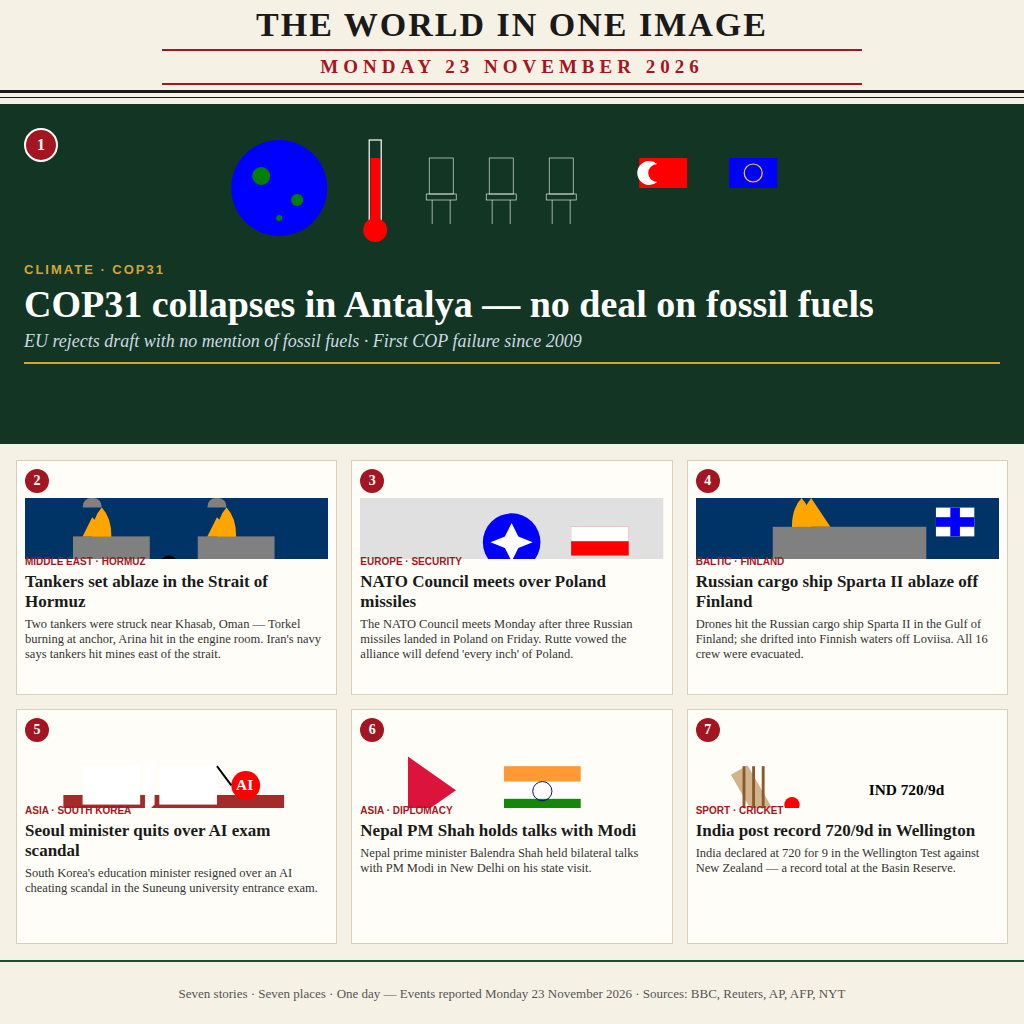 THE WORLD IN ONE IMAGE
MONDAY 23 NOVEMBER 2026
1
CLIMATE · COP31
COP31 collapses in Antalya — no deal on fossil fuels
EU rejects draft with no mention of fossil fuels · First COP failure since 2009
2
MIDDLE EAST · HORMUZ
Tankers set ablaze in the Strait of
Hormuz
Two tankers were struck near Khasab, Oman — Torkel
burning at anchor, Arina hit in the engine room. Iran's navy
says tankers hit mines east of the strait.
3
EUROPE · SECURITY
NATO Council meets over Poland
missiles
The NATO Council meets Monday after three Russian
missiles landed in Poland on Friday. Rutte vowed the
alliance will defend 'every inch' of Poland.
4
BALTIC · FINLAND
Russian cargo ship Sparta II ablaze off
Finland
Drones hit the Russian cargo ship Sparta II in the Gulf of
Finland; she drifted into Finnish waters off Loviisa. All 16
crew were evacuated.
5
AI
ASIA · SOUTH KOREA
Seoul minister quits over AI exam
scandal
South Korea's education minister resigned over an AI
cheating scandal in the Suneung university entrance exam.
6
ASIA · DIPLOMACY
Nepal PM Shah holds talks with Modi
Nepal prime minister Balendra Shah held bilateral talks
with PM Modi in New Delhi on his state visit.
7
IND 720/9d
SPORT · CRICKET
India post record 720/9d in Wellington
India declared at 720 for 9 in the Wellington Test against
New Zealand — a record total at the Basin Reserve.
Seven stories · Seven places · One day — Events reported Monday 23 November 2026 · Sources: BBC, Reuters, AP, AFP, NYT